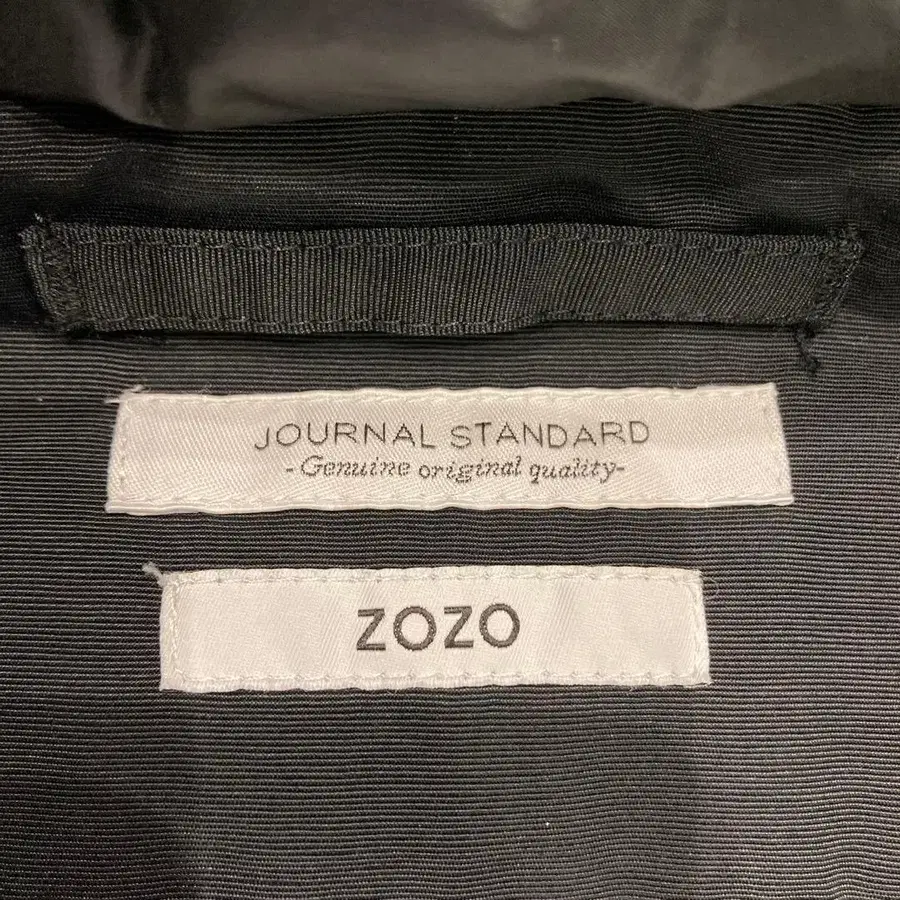 JOURNAL STANDARD
-Genuine original quality-
ZOZO